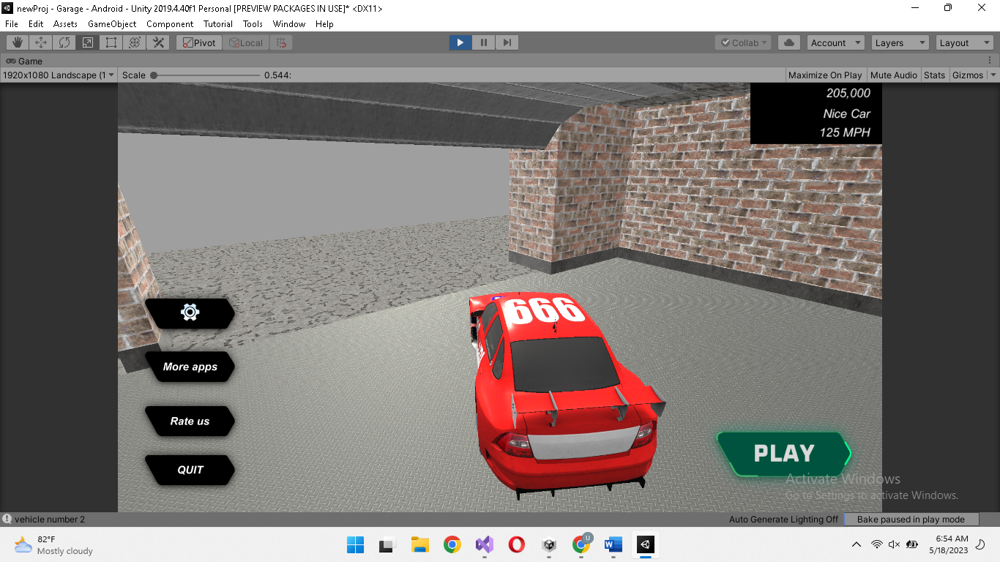 newProj - Garage - Android - Unity 2019.4.40f1 Personal [PREVIEW PACKAGES IN USE]* <DX11>
File Edit Assets GameObject Component Tutorial Tools Window Help
Pivot Local Collab Account Layers Layout
Game
1920x1080 Landscape (1 Scale 0.544: Maximize On Play Mute Audio Stats Gizmos
205,000
Nice Car
125 MPH
666
More apps
Rate us
QUIT
PLAY
Activate Windows
Go to Settings to activate Windows.
vehicle number 2 Auto Generate Lighting Off Bake paused in play mode
82°F
Mostly cloudy
U
W
6:54 AM
5/18/2023